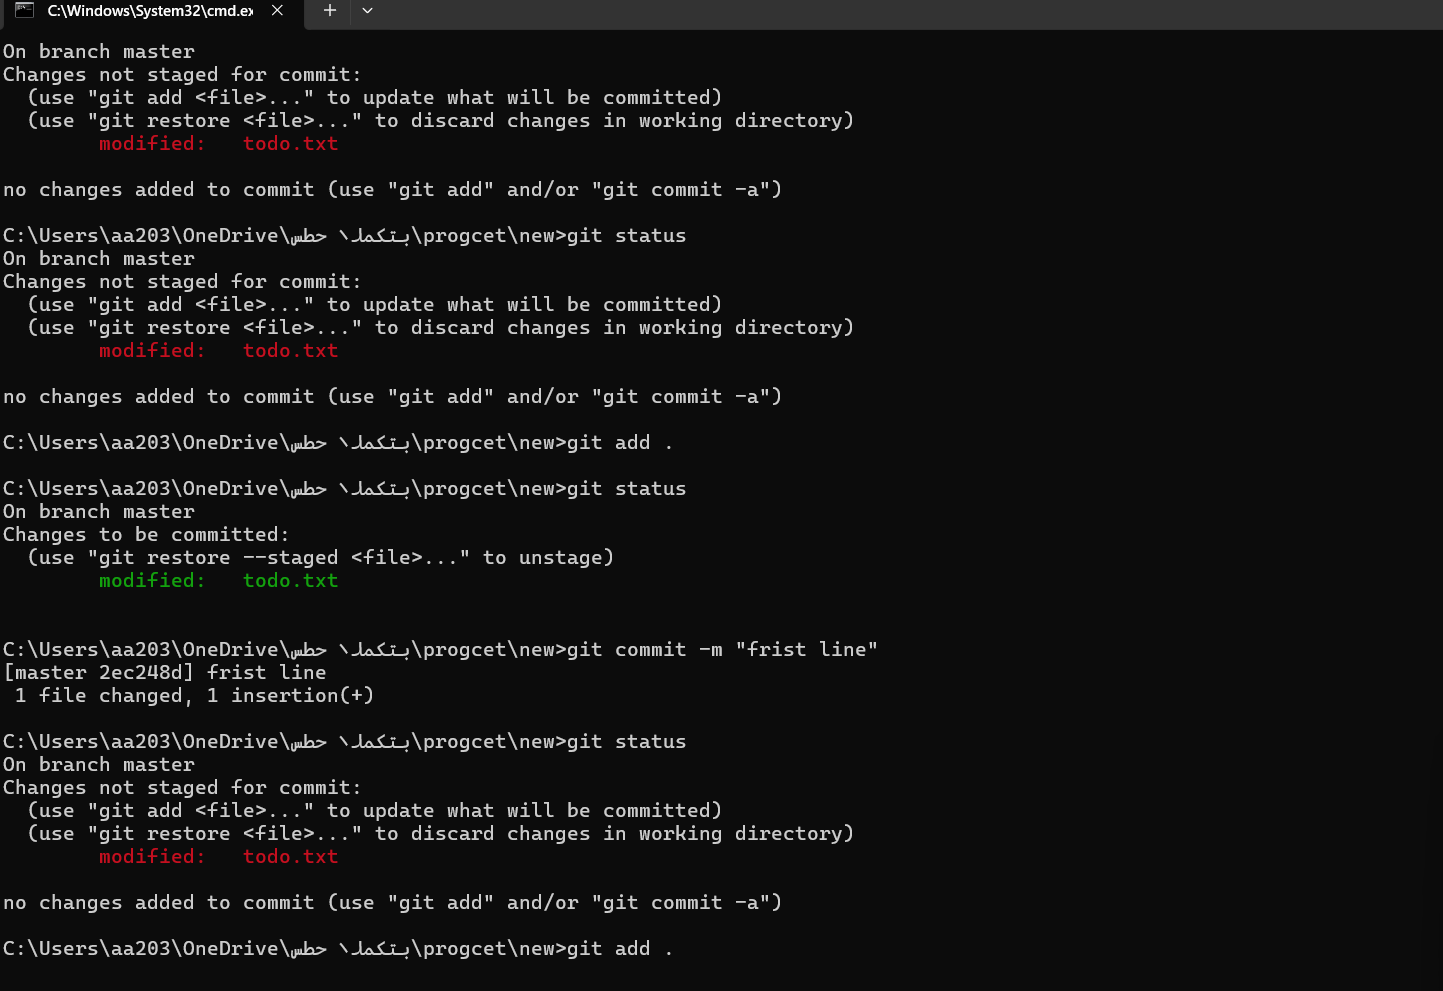 C:\Windows\System32\cmd.ex
On branch master
Changes not staged for commit:
  (use "git add <file>..." to update what will be committed)
  (use "git restore <file>..." to discard changes in working directory)
        modified:   todo.txt
no changes added to commit (use "git add" and/or "git commit -a")
C:\Users\aa203\OneDrive\سطح المكتب\progcet\new>git status
On branch master
Changes not staged for commit:
  (use "git add <file>..." to update what will be committed)
  (use "git restore <file>..." to discard changes in working directory)
        modified:   todo.txt
no changes added to commit (use "git add" and/or "git commit -a")
C:\Users\aa203\OneDrive\سطح المكتب\progcet\new>git add .
C:\Users\aa203\OneDrive\سطح المكتب\progcet\new>git status
On branch master
Changes to be committed:
  (use "git restore --staged <file>..." to unstage)
        modified:   todo.txt
C:\Users\aa203\OneDrive\سطح المكتب\progcet\new>git commit -m "frist line"
[master 2ec248d] frist line
 1 file changed, 1 insertion(+)
C:\Users\aa203\OneDrive\سطح المكتب\progcet\new>git status
On branch master
Changes not staged for commit:
  (use "git add <file>..." to update what will be committed)
  (use "git restore <file>..." to discard changes in working directory)
        modified:   todo.txt
no changes added to commit (use "git add" and/or "git commit -a")
C:\Users\aa203\OneDrive\سطح المكتب\progcet\new>git add .